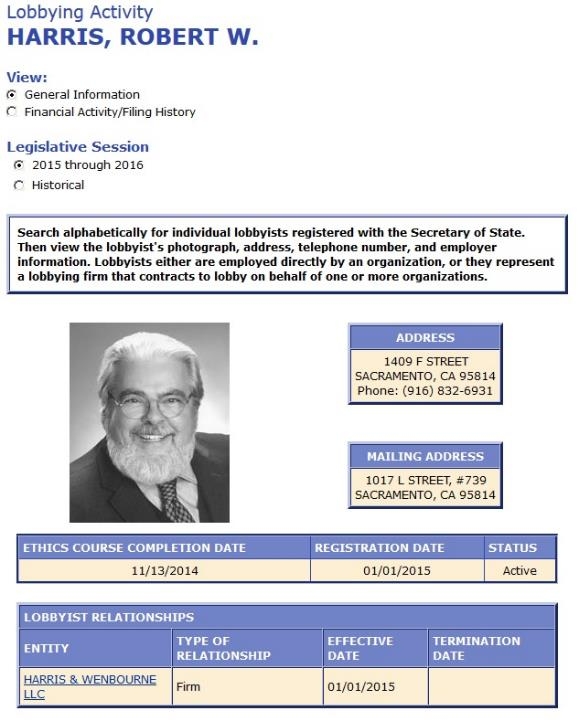 Lobbying Activity
HARRIS, ROBERT W.
View:
General Information
Financial Activity/Filing History
Legislative Session
2015 through 2016
Historical
Search alphabetically for individual lobbyists registered with the Secretary of State.
Then view the lobbyist's photograph, address, telephone number, and employer
information. Lobbyists either are employed directly by an organization, or they represent
a lobbying firm that contracts to lobby on behalf of one or more organizations.
ADDRESS
1409 F STREET
SACRAMENTO, CA 95814
Phone: (916) 832-6931
MAILING ADDRESS
1017 L STREET, #739
SACRAMENTO, CA 95814
ETHICS COURSE COMPLETION DATE REGISTRATION DATE STATUS
11/13/2014 01/01/2015 Active
LOBBYIST RELATIONSHIPS
ENTITY
TYPE OF
RELATIONSHIP
EFFECTIVE
DATE
TERMINATION
DATE
HARRIS & WENBOURNE
LLC
Firm
01/01/2015